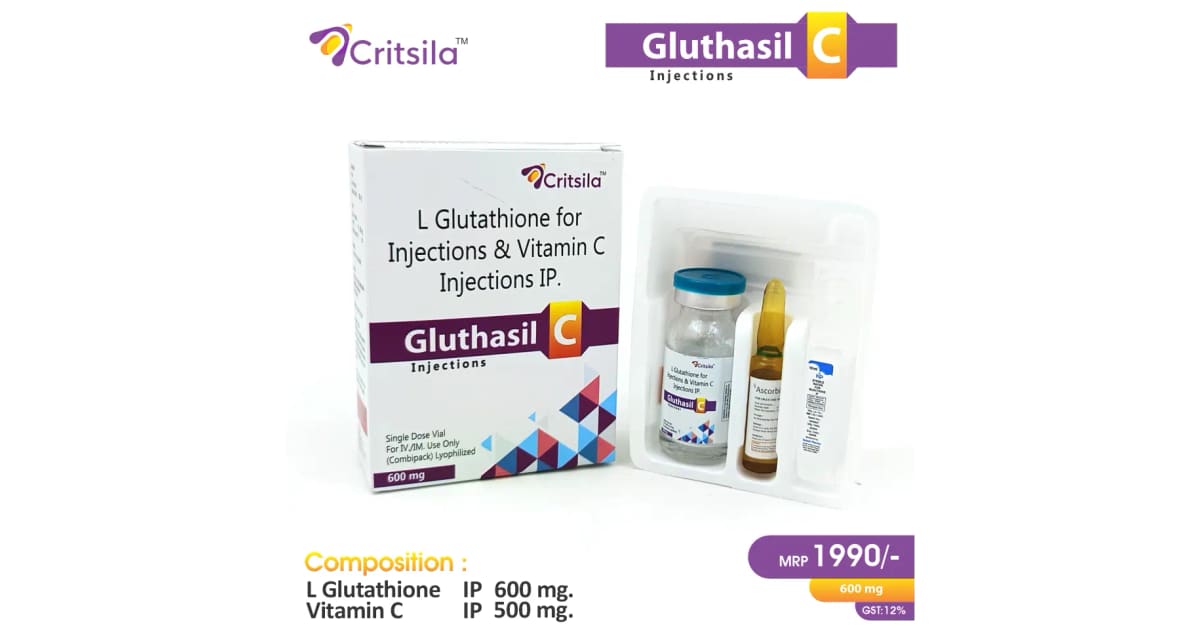 Critsila™
Gluthasil C
Injections
Critsila™
L Glutathione for
Injections & Vitamin C
Injections IP.
Gluthasil C
Injections
Single Dose Vial
For IV./IM. Use Only
(Combipack) Lyophilized
600 mg
Critsila
L Glutathione for
Injections & Vitamin C
Injections IP.
Gluthasil C
Ascorbi
Composition :
L Glutathione IP 600 mg.
Vitamin C IP 500 mg.
MRP 1990/-
600 mg
GST:12%